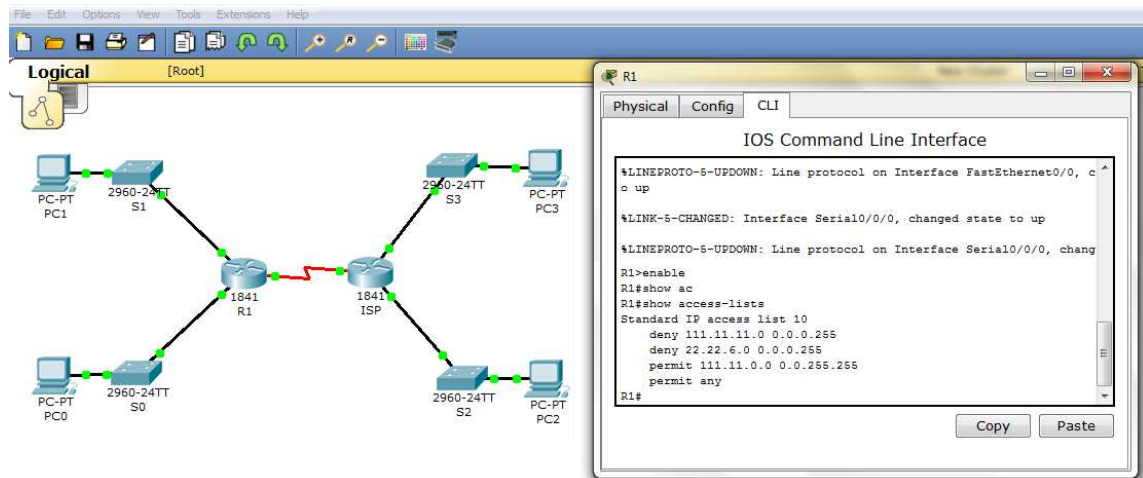 File Edit Options View Tools Extensions Help
Logical [Root]
PC-PT
PC1
2960-24TT
S1
2960-24TT
S3
PC-PT
PC3
1841
R1
1841
ISP
PC-PT
PC0
2960-24TT
S0
2960-24TT
S2
PC-PT
PC2
R1
Physical Config CLI
IOS Command Line Interface
%LINEPROTO-5-UPDOWN: Line protocol on Interface FastEthernet0/0, c
o up
%LINK-5-CHANGED: Interface Serial0/0/0, changed state to up
%LINEPROTO-5-UPDOWN: Line protocol on Interface Serial0/0/0, chang
R1>enable
R1#show ac
R1#show access-lists
Standard IP access list 10
deny 111.11.11.0 0.0.0.255
deny 22.22.6.0 0.0.0.255
permit 111.11.0.0 0.0.255.255
permit any
R1#
Copy Paste